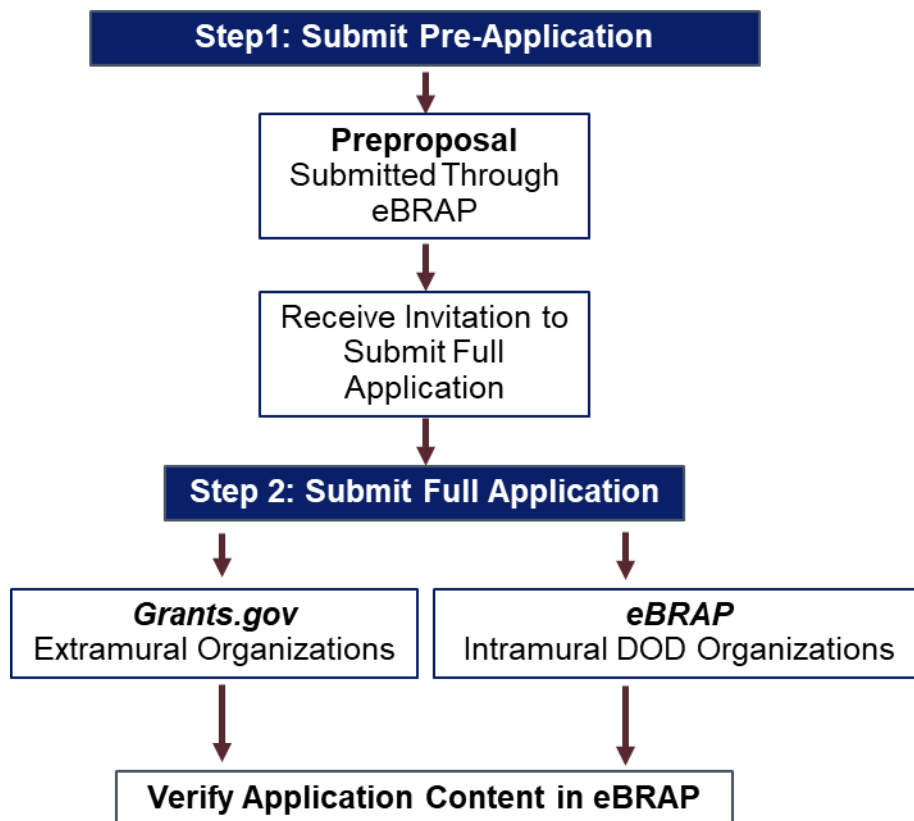 Step1: Submit Pre-Application
Preproposal
Submitted Through
eBRAP
Receive Invitation to
Submit Full
Application
Step 2: Submit Full Application
Grants.gov
Extramural Organizations
eBRAP
Intramural DOD Organizations
Verify Application Content in eBRAP